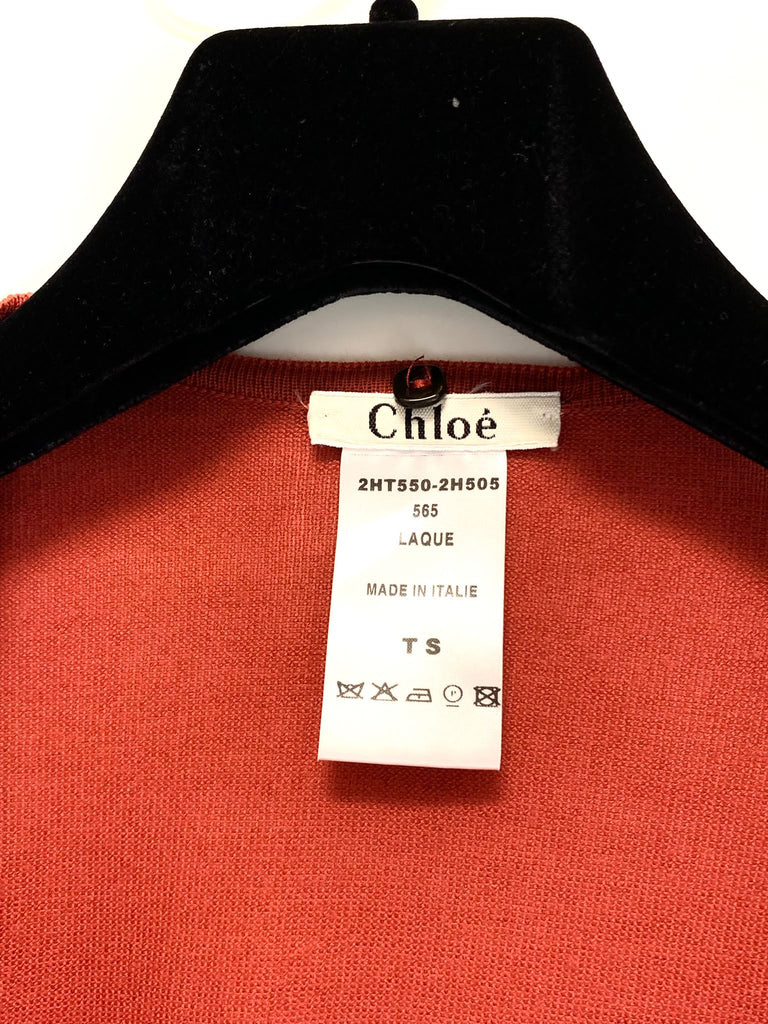 Chloé
2HT550-2H505
565
LAQUE
MADE IN ITALIE
T S